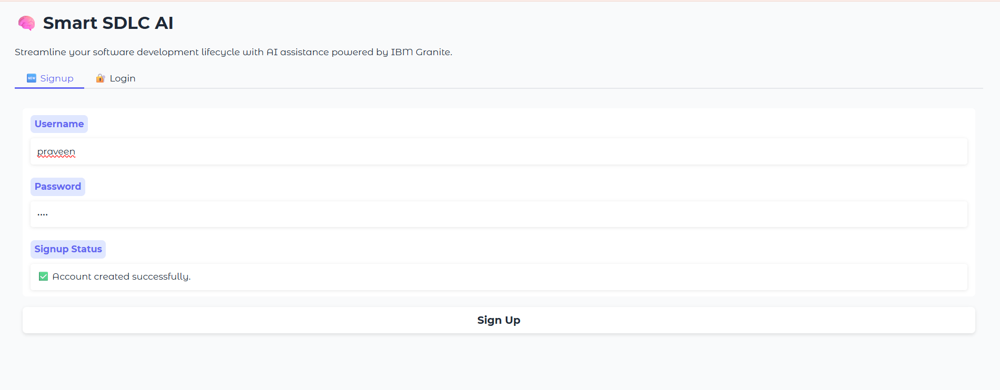 🧠 Smart SDLC AI
Streamline your software development lifecycle with AI assistance powered by IBM Granite.
🆕 Signup 🔐 Login
Username
praveen
Password
····
Signup Status
✅ Account created successfully.
Sign Up